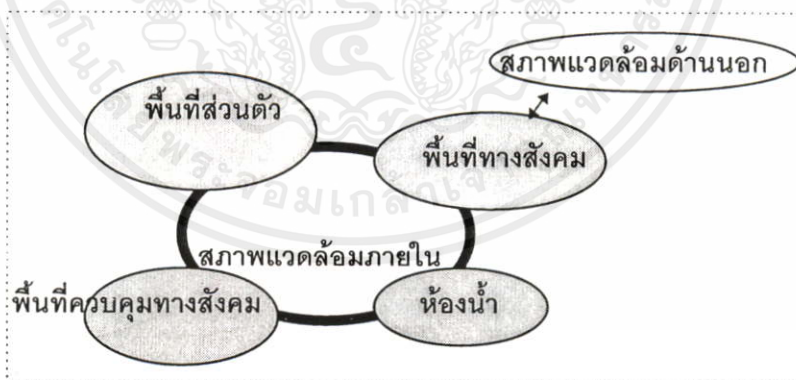 สภาพแวดล้อมด้านนอก
พื้นที่ส่วนตัว
พื้นที่ทางสังคม
สภาพแวดล้อมภายใน
พื้นที่ควบคุมทางสังคม
ห้องน้ำ